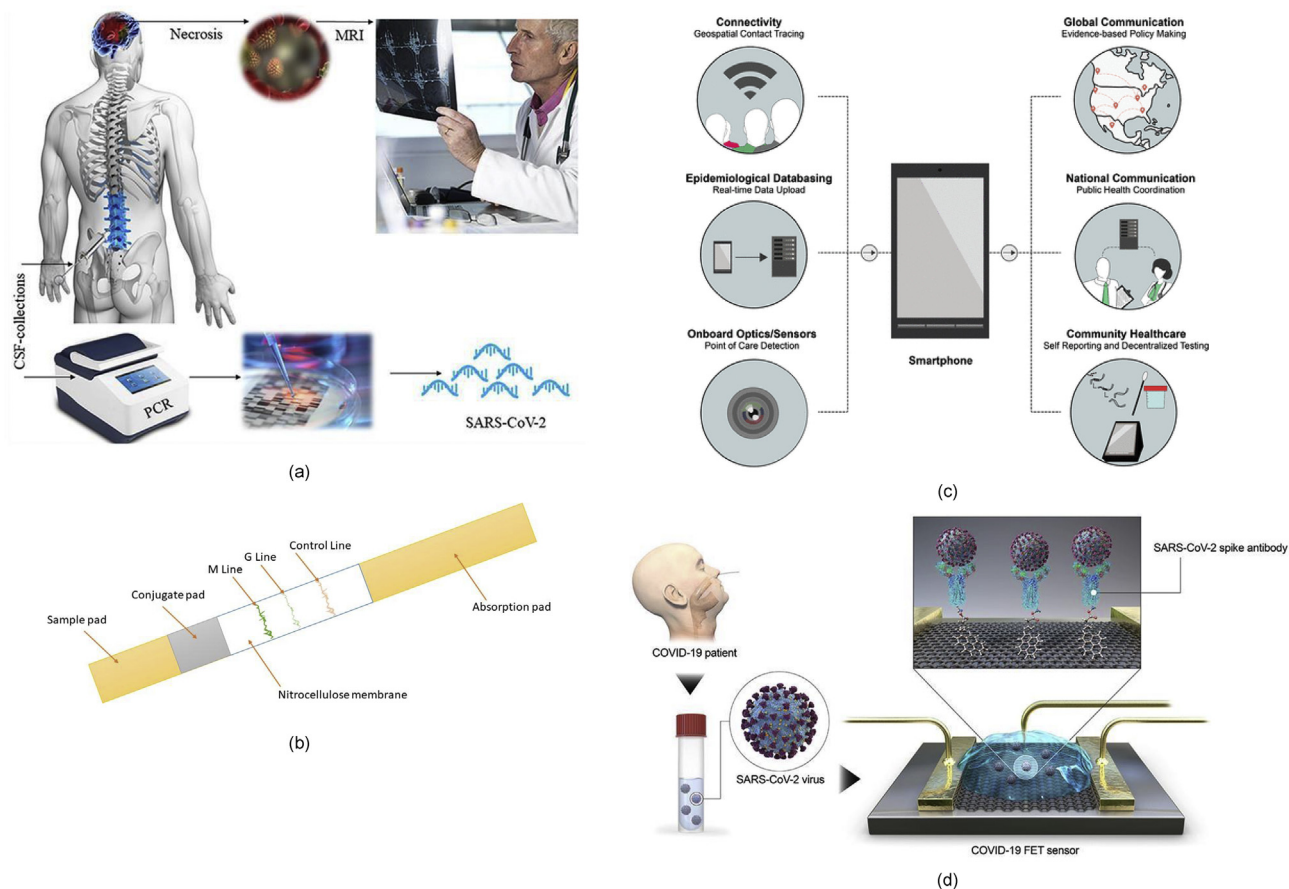 Necrosis
MRI
CSF-collections
PCR
SARS-CoV-2
(a)
Control Line
G Line
M Line
Conjugate pad
Sample pad
Absorption pad
Nitrocellulose membrane
(b)
Connectivity
Geospatial Contact Tracing
Epidemiological Databasing
Real-time Data Upload
Onboard Optics/Sensors
Point of Care Detection
Smartphone
Global Communication
Evidence-based Policy Making
National Communication
Public Health Coordination
Community Healthcare
Self Reporting and Decentralized Testing
(c)
COVID-19 patient
SARS-CoV-2 virus
SARS-CoV-2 spike antibody
COVID-19 FET sensor
(d)